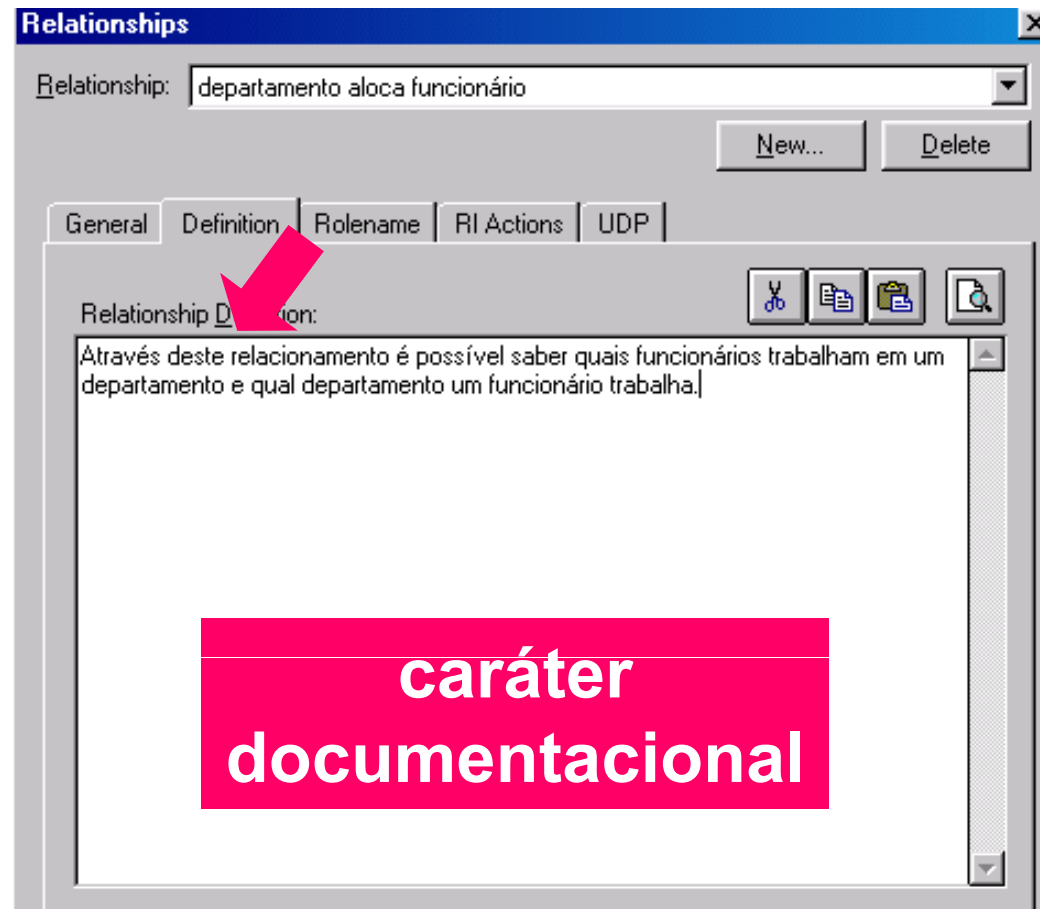 Relationships
Relationship: departamento aloca funcionário
New... Delete
General Definition Rolename RI Actions UDP
Relationship D ion:
Através deste relacionamento é possível saber quais funcionários trabalham em um
departamento e qual departamento um funcionário trabalha.
caráter
documentacional